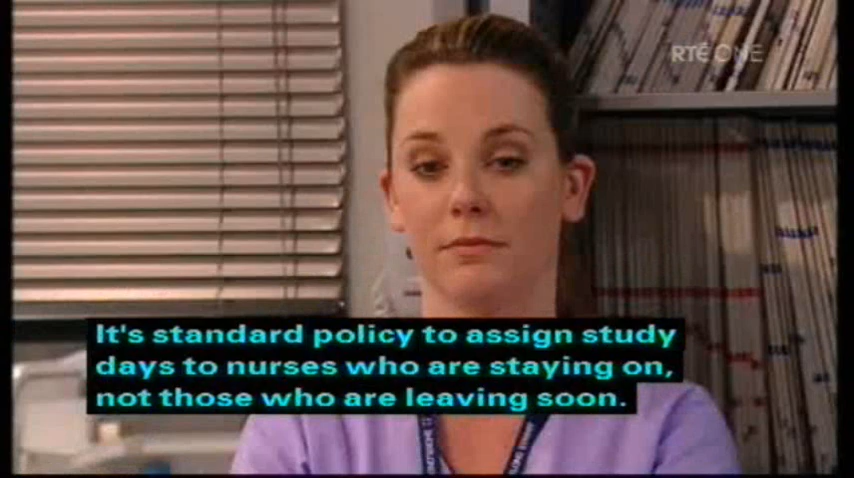 RTÉ ONE
It's standard policy to assign study
days to nurses who are staying on,
not those who are leaving soon.